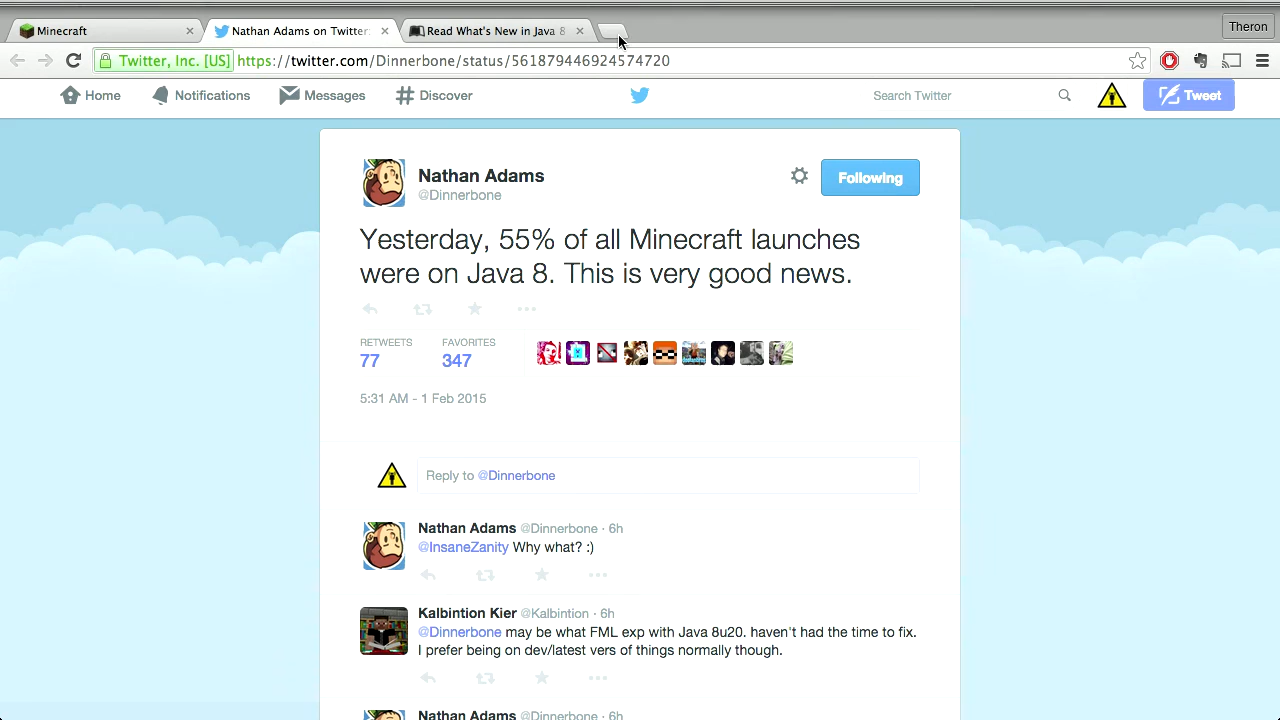 Minecraft
Nathan Adams on Twitter:
Read What's New in Java 8
Theron
Twitter, Inc. [US] https://twitter.com/Dinnerbone/status/561879446924574720
Home
Notifications
Messages
Discover
Search Twitter
Tweet
Nathan Adams
@Dinnerbone
Following
Yesterday, 55% of all Minecraft launches
were on Java 8. This is very good news.
RETWEETS
77
FAVORITES
347
5:31 AM - 1 Feb 2015
Reply to @Dinnerbone
Nathan Adams @Dinnerbone · 6h
@InsaneZanity Why what? :)
Kalbintion Kier @Kalbintion · 6h
@Dinnerbone may be what FML exp with Java 8u20. haven't had the time to fix.
I prefer being on dev/latest vers of things normally though.
Nathan Adams @Dinnerbone · 6h